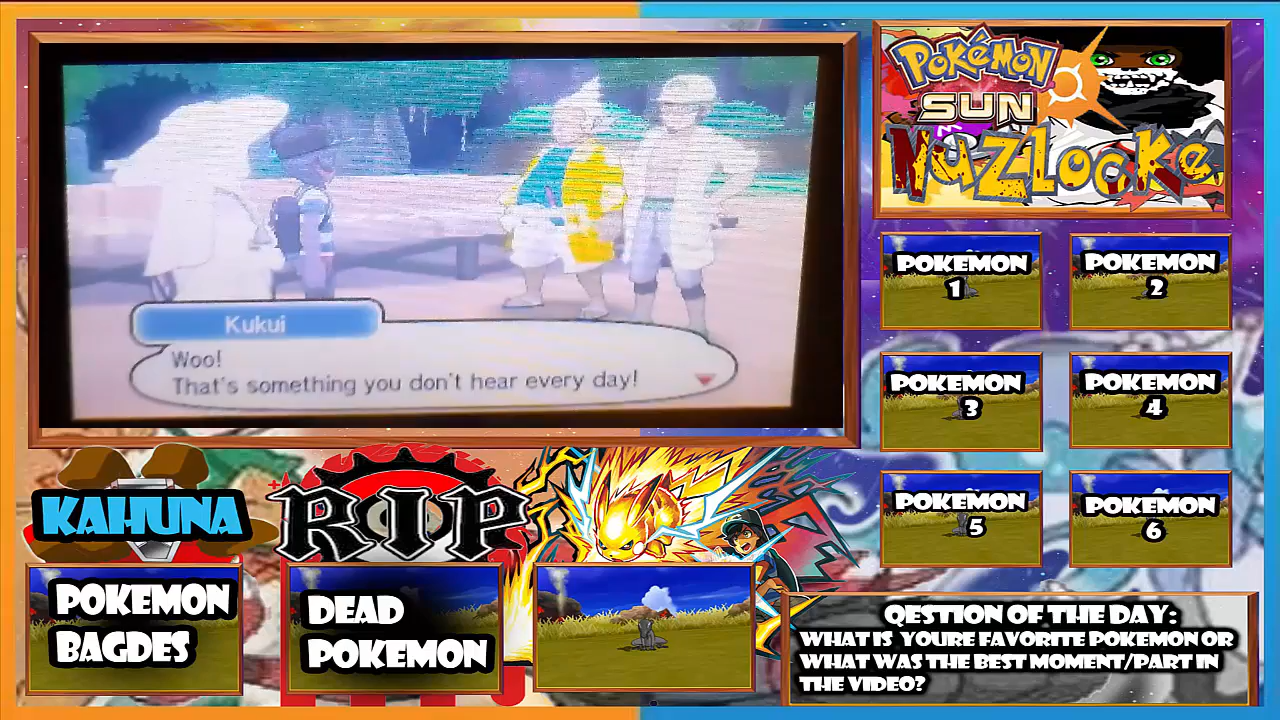 POKéMON
SUN
NUZLOCKE
Kukui
Woo!
That's something you don't hear every day!
POKEMON
1
POKEMON
2
POKEMON
3
POKEMON
4
POKEMON
5
POKEMON
6
KAHUNA
RIP
POKEMON
BAGDES
DEAD
POKEMON
QESTION OF THE DAY:
WHAT IS YOURE FAVORITE POKEMON OR
WHAT WAS THE BEST MOMENT/PART IN
THE VIDEO?